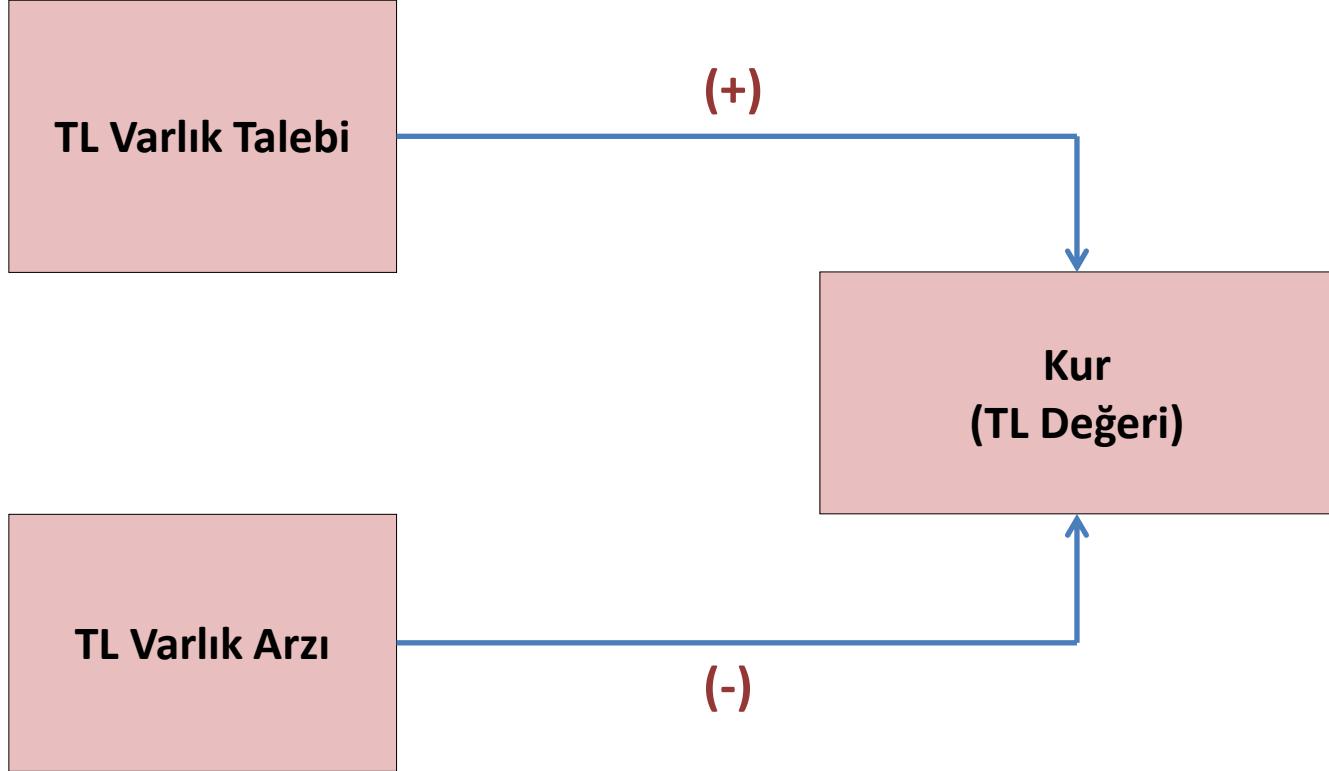 (+)
TL Varlık Talebi
Kur
(TL Değeri)
TL Varlık Arzı
(-)